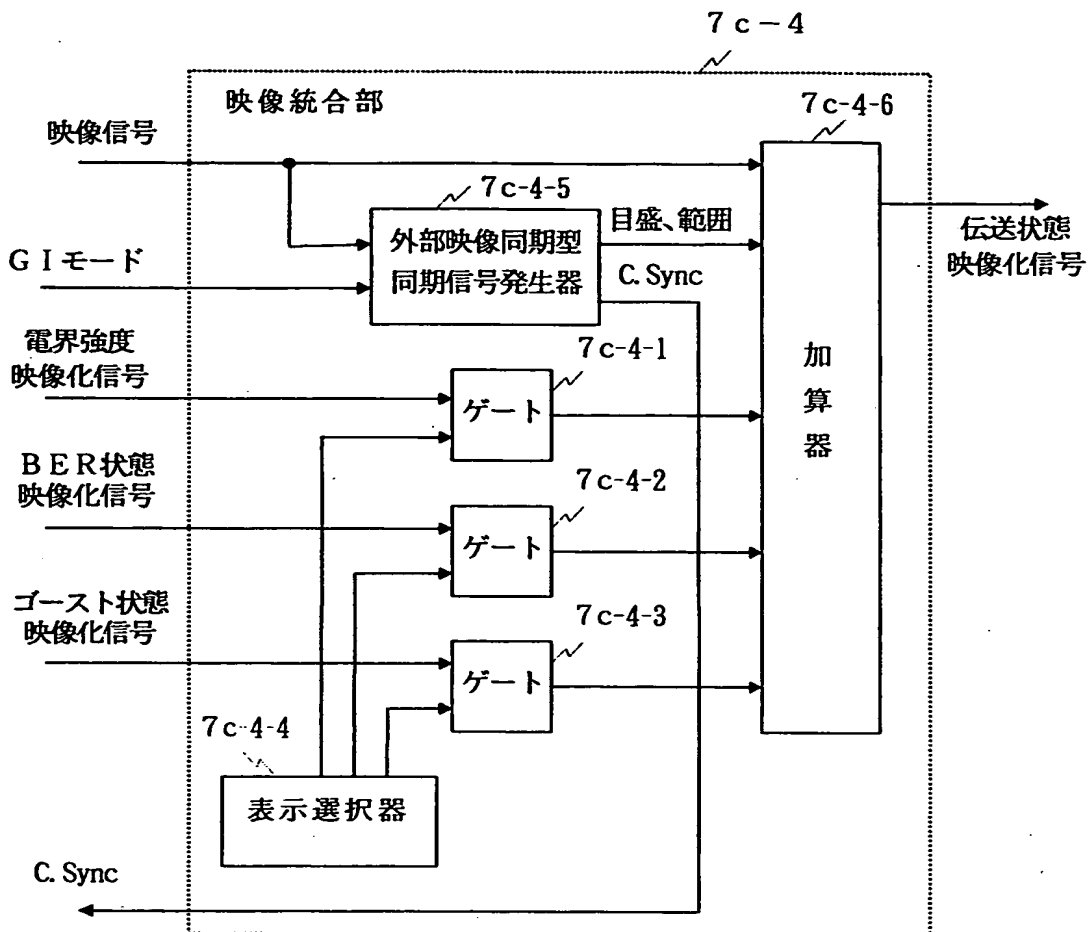 7c-4
映像統合部
7c-4-6
映像信号
7c-4-5
外部映像同期型
同期信号発生器
目盛、範囲
C. Sync
伝送状態
映像化信号
GIモード
電界強度
映像化信号
7c-4-1
ゲート
加
算
器
BER状態
映像化信号
7c-4-2
ゲート
ゴースト状態
映像化信号
7c-4-3
ゲート
7c-4-4
表示選択器
C. Sync